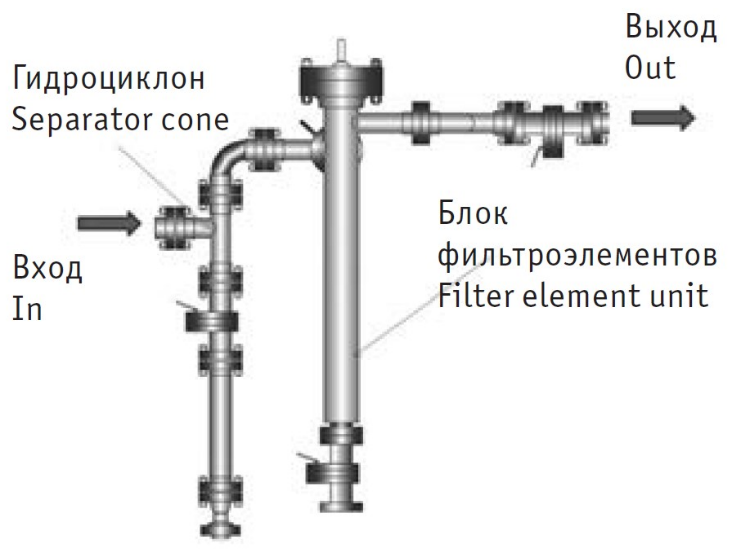 Выход
Out
Гидроциклон
Separator cone
Вход
In
Блок
фильтроэлементов
Filter element unit